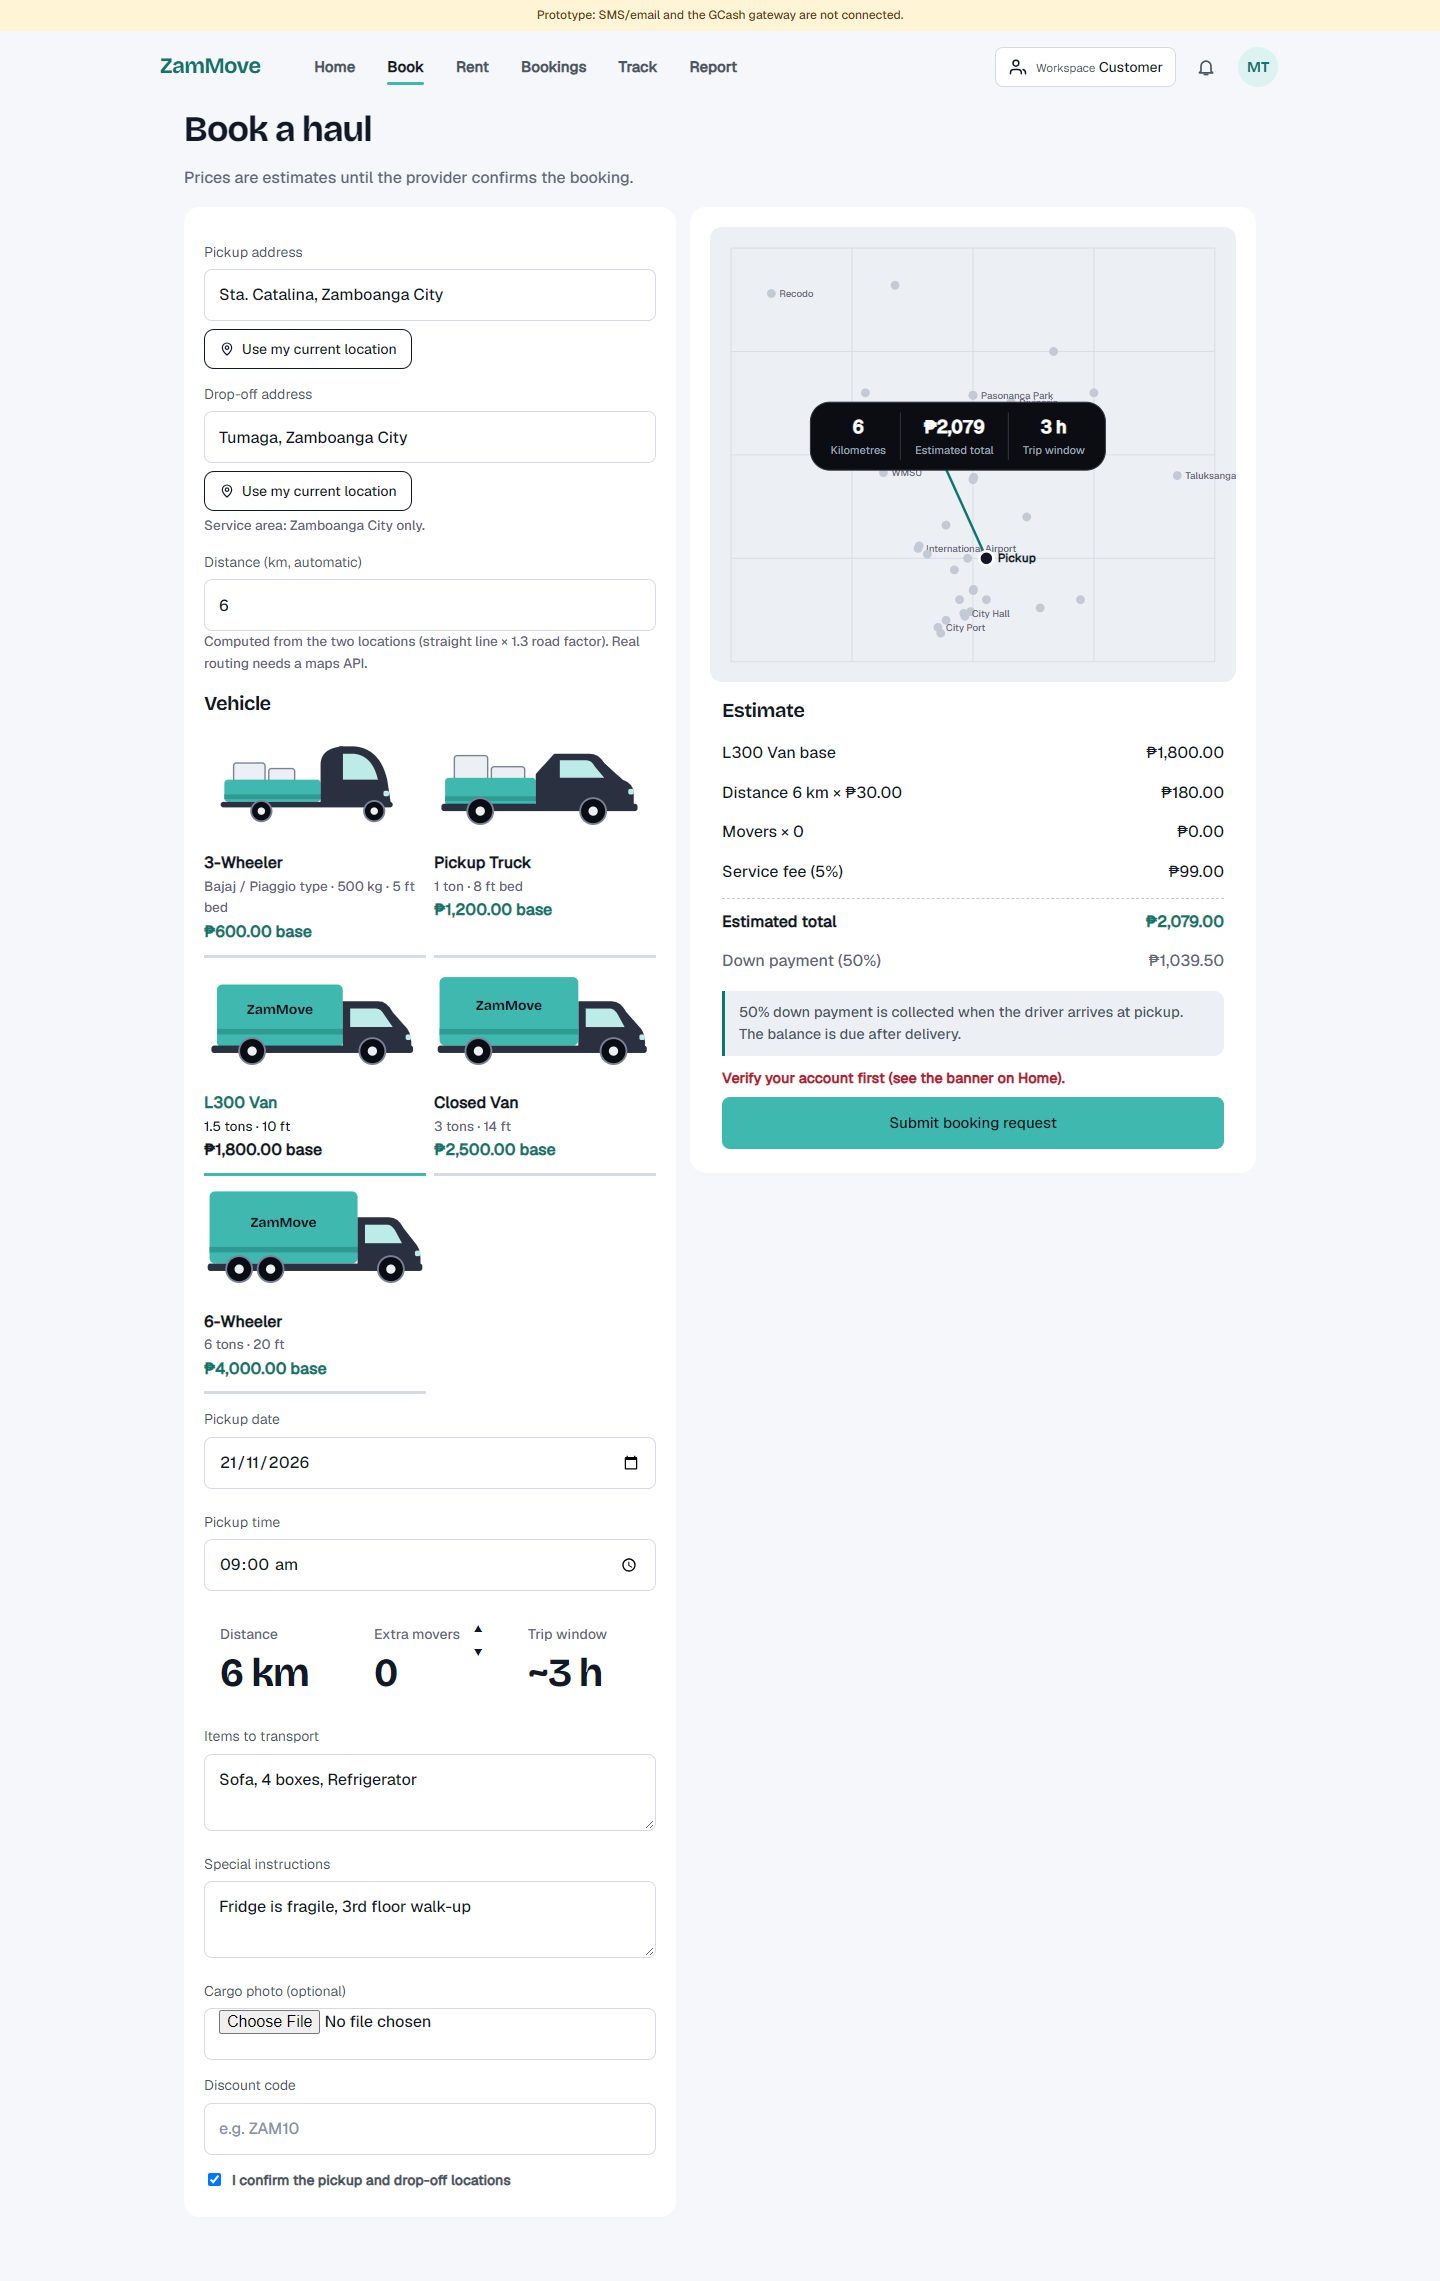 Prototype: SMS/email and the GCash gateway are not connected.
ZamMove
Home
Book
Rent
Bookings
Track
Report
Workspace Customer
MT
Book a haul
Prices are estimates until the provider confirms the booking.
Pickup address
Sta. Catalina, Zamboanga City
Use my current location
Drop-off address
Tumaga, Zamboanga City
Use my current location
Service area: Zamboanga City only.
Distance (km, automatic)
6
Computed from the two locations (straight line × 1.3 road factor). Real
routing needs a maps API.
Vehicle
3-Wheeler
Bajaj / Piaggio type · 500 kg · 5 ft
bed
₱600.00 base
Pickup Truck
1 ton · 8 ft bed
₱1,200.00 base
ZamMove
L300 Van
1.5 tons · 10 ft
₱1,800.00 base
ZamMove
Closed Van
3 tons · 14 ft
₱2,500.00 base
ZamMove
6-Wheeler
6 tons · 20 ft
₱4,000.00 base
Pickup date
21/11/2026
Pickup time
09:00 am
Distance
6 km
Extra movers
0
Trip window
~3 h
Items to transport
Sofa, 4 boxes, Refrigerator
Special instructions
Fridge is fragile, 3rd floor walk-up
Cargo photo (optional)
Choose File No file chosen
Discount code
e.g. ZAM10
I confirm the pickup and drop-off locations
Recodo
Pasonanca Park
6
Kilometres
₱2,079
Estimated total
3 h
Trip window
WMSU
Taluksanga
International Airport
Pickup
City Hall
City Port
Estimate
L300 Van base
₱1,800.00
Distance 6 km × ₱30.00
₱180.00
Movers × 0
₱0.00
Service fee (5%)
₱99.00
Estimated total
₱2,079.00
Down payment (50%)
₱1,039.50
50% down payment is collected when the driver arrives at pickup.
The balance is due after delivery.
Verify your account first (see the banner on Home).
Submit booking request